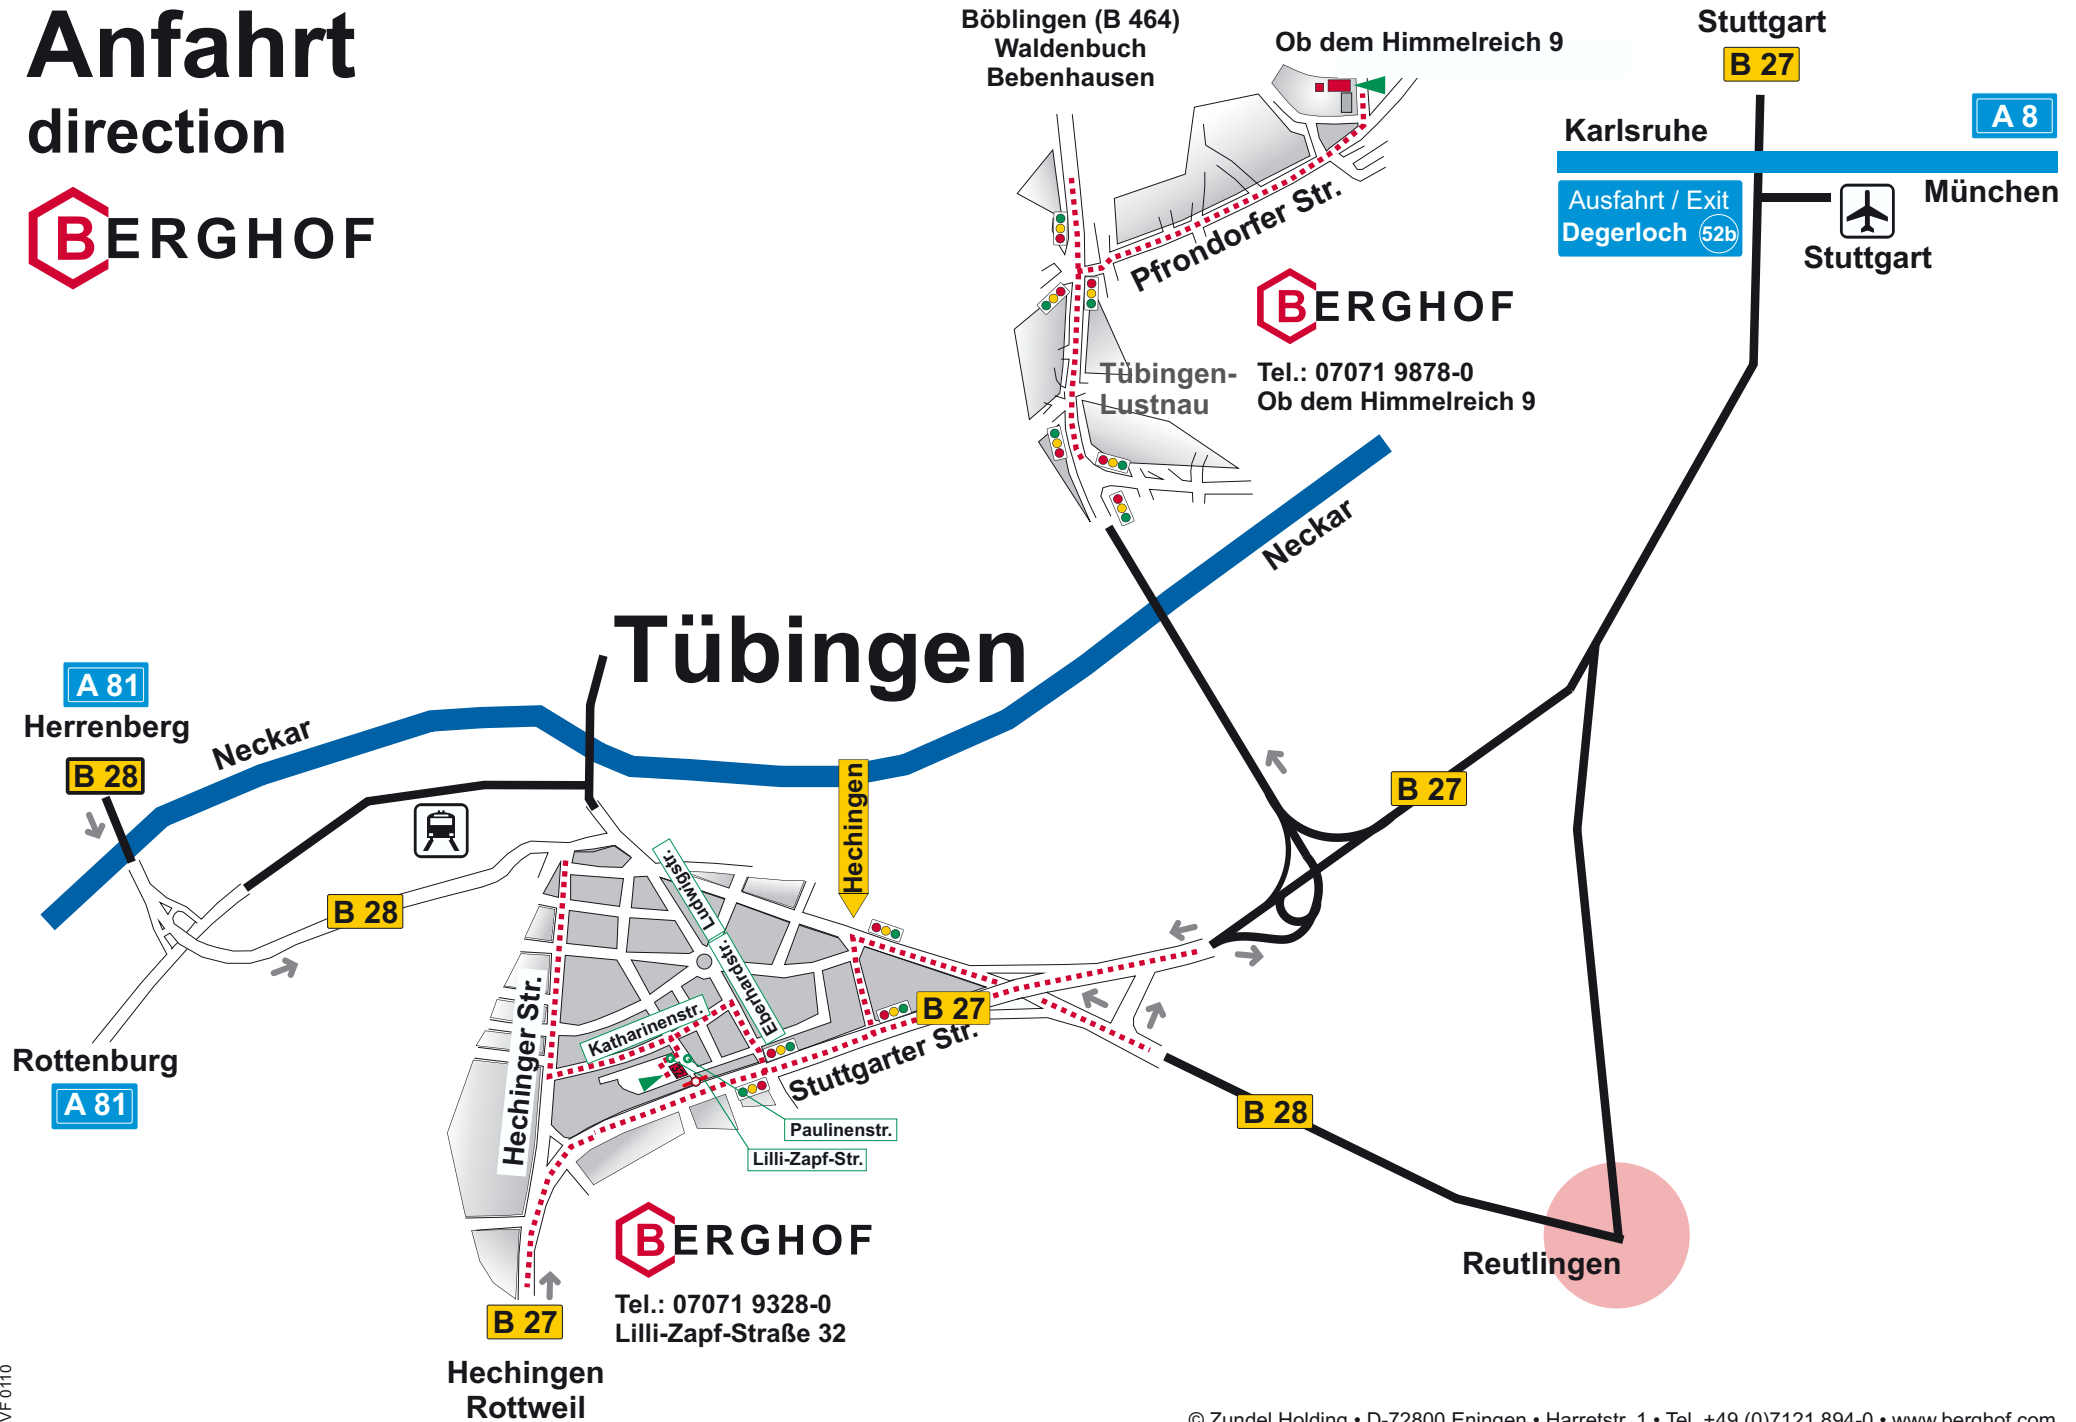 Anfahrt
direction
BERGHOF
Böblingen (B 464)
Waldenbuch
Bebenhausen
Ob dem Himmelreich 9
Stuttgart
B 27
A 8
Karlsruhe
München
Ausfahrt / Exit
Degerloch 52b
Stuttgart
Pfrondorfer Str.
BERGHOF
Tübingen-
Lustnau
Tel.: 07071 9878-0
Ob dem Himmelreich 9
Neckar
Tübingen
A 81
Herrenberg
B 28
Neckar
Hechingen
B 27
B 28
Ludwigstr.
Eberhardstr.
Hechinger Str.
Katharinenstr.
32
B 27
Stuttgarter Str.
Rottenburg
A 81
Paulinenstr.
Lilli-Zapf-Str.
B 28
Reutlingen
BERGHOF
Tel.: 07071 9328-0
Lilli-Zapf-Straße 32
B 27
Hechingen
Rottweil
VF 0110
© Zundel Holding • D-72800 Eningen • Harretstr. 1 • Tel. +49 (0)7121 894-0 • www.berghof.com